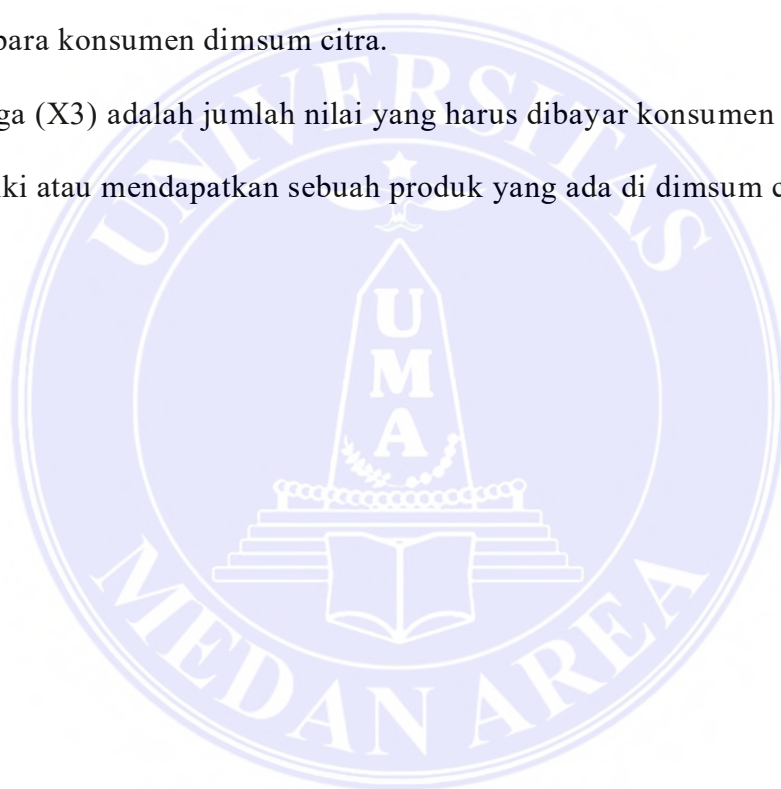 para konsumen dimsum citra.
ga (X3) adalah jumlah nilai yang harus dibayar konsumen
ki atau mendapatkan sebuah produk yang ada di dimsum c
UNIVERSITAS
UMA
MEDAN AREA